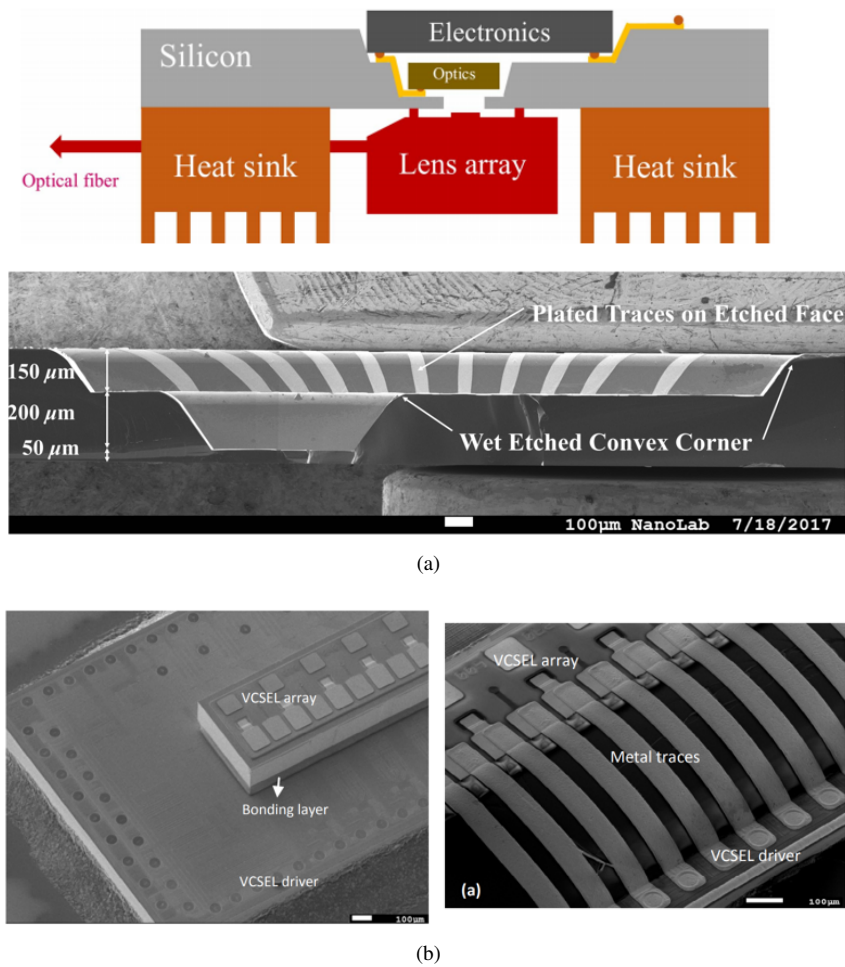 Electronics
Silicon
Optics
Optical fiber
Heat sink
Lens array
Heat sink
Plated Traces on Etched Face
150 µm
200 µm
50 µm
Wet Etched Convex Corner
100µm NanoLab 7/18/2017
(a)
VCSEL array
Bonding layer
VCSEL driver
100µm
VCSEL array
Metal traces
VCSEL driver
(a)
100µm
(b)